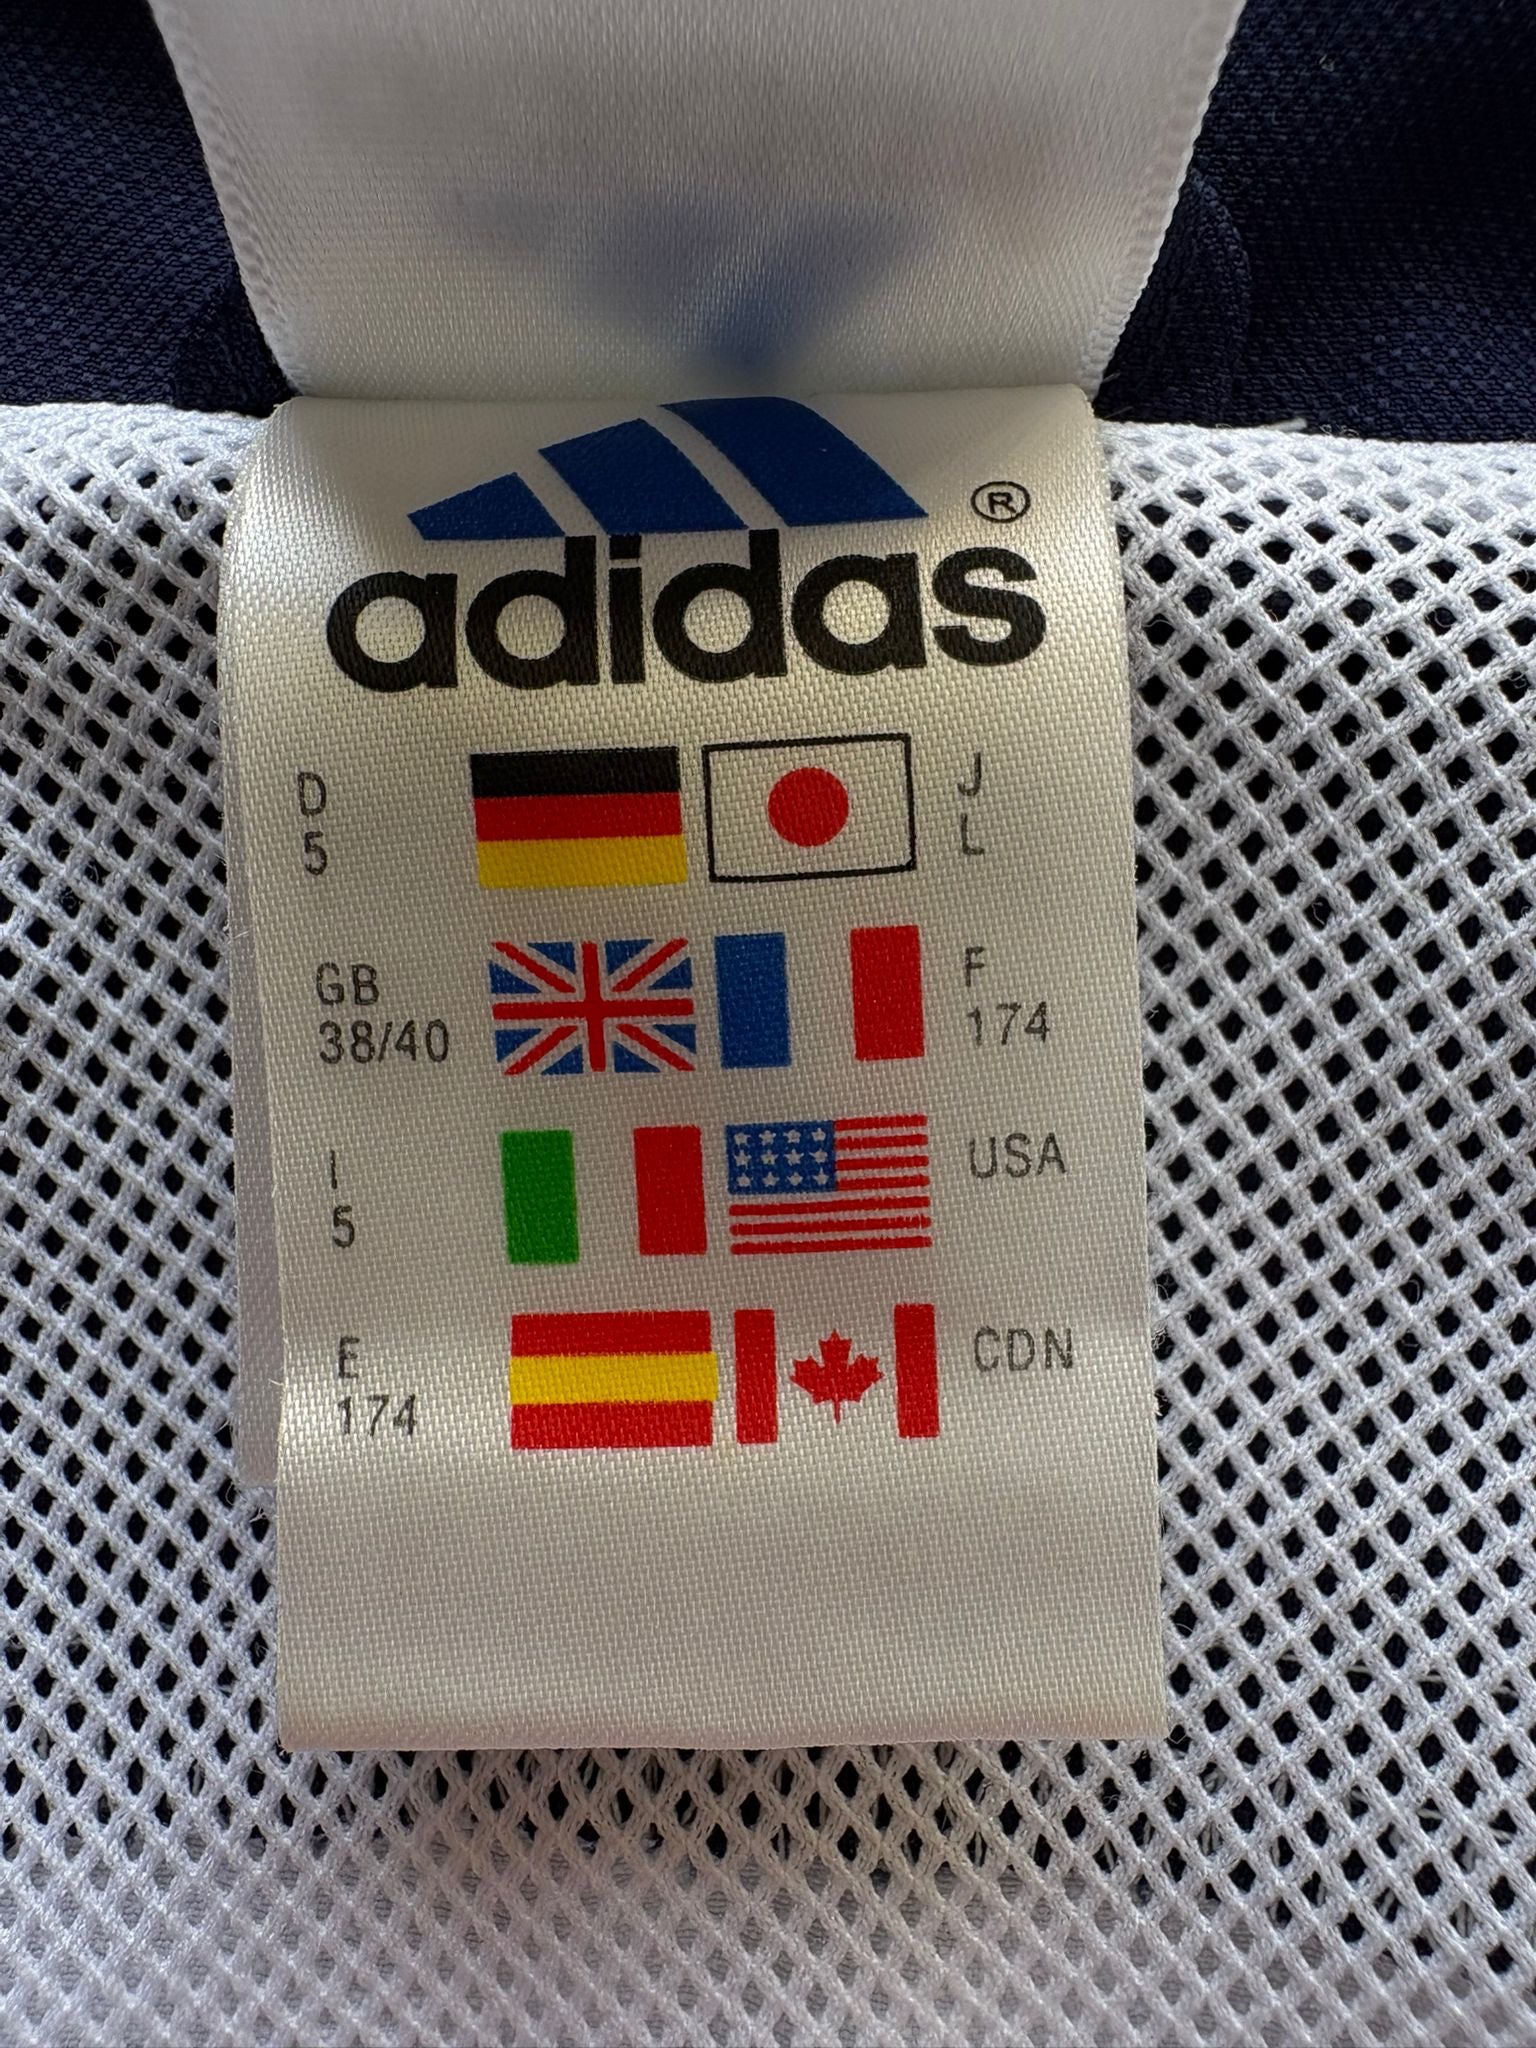 adidas ®
D J
5 L
GB F
38/40 174
I USA
5
E CDN
174